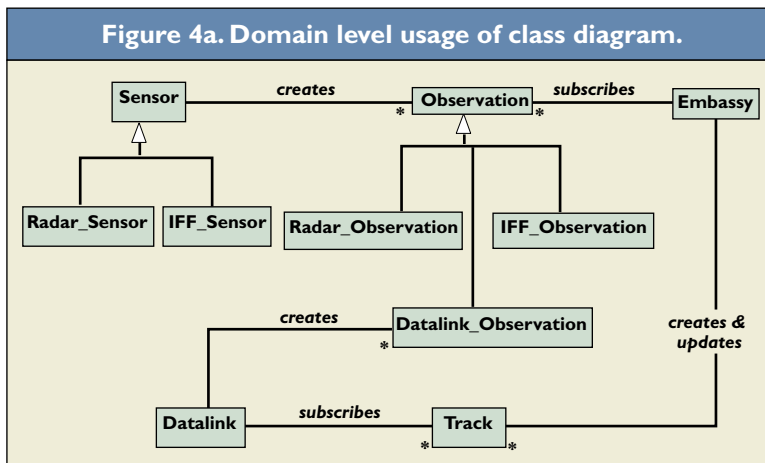 Figure 4a. Domain level usage of class diagram.
Sensor
creates
*
Observation
*
subscribes
Embassy
Radar_Sensor
IFF_Sensor
Radar_Observation
IFF_Observation
creates
*
Datalink_Observation
creates &
updates
Datalink
subscribes
*
Track
*